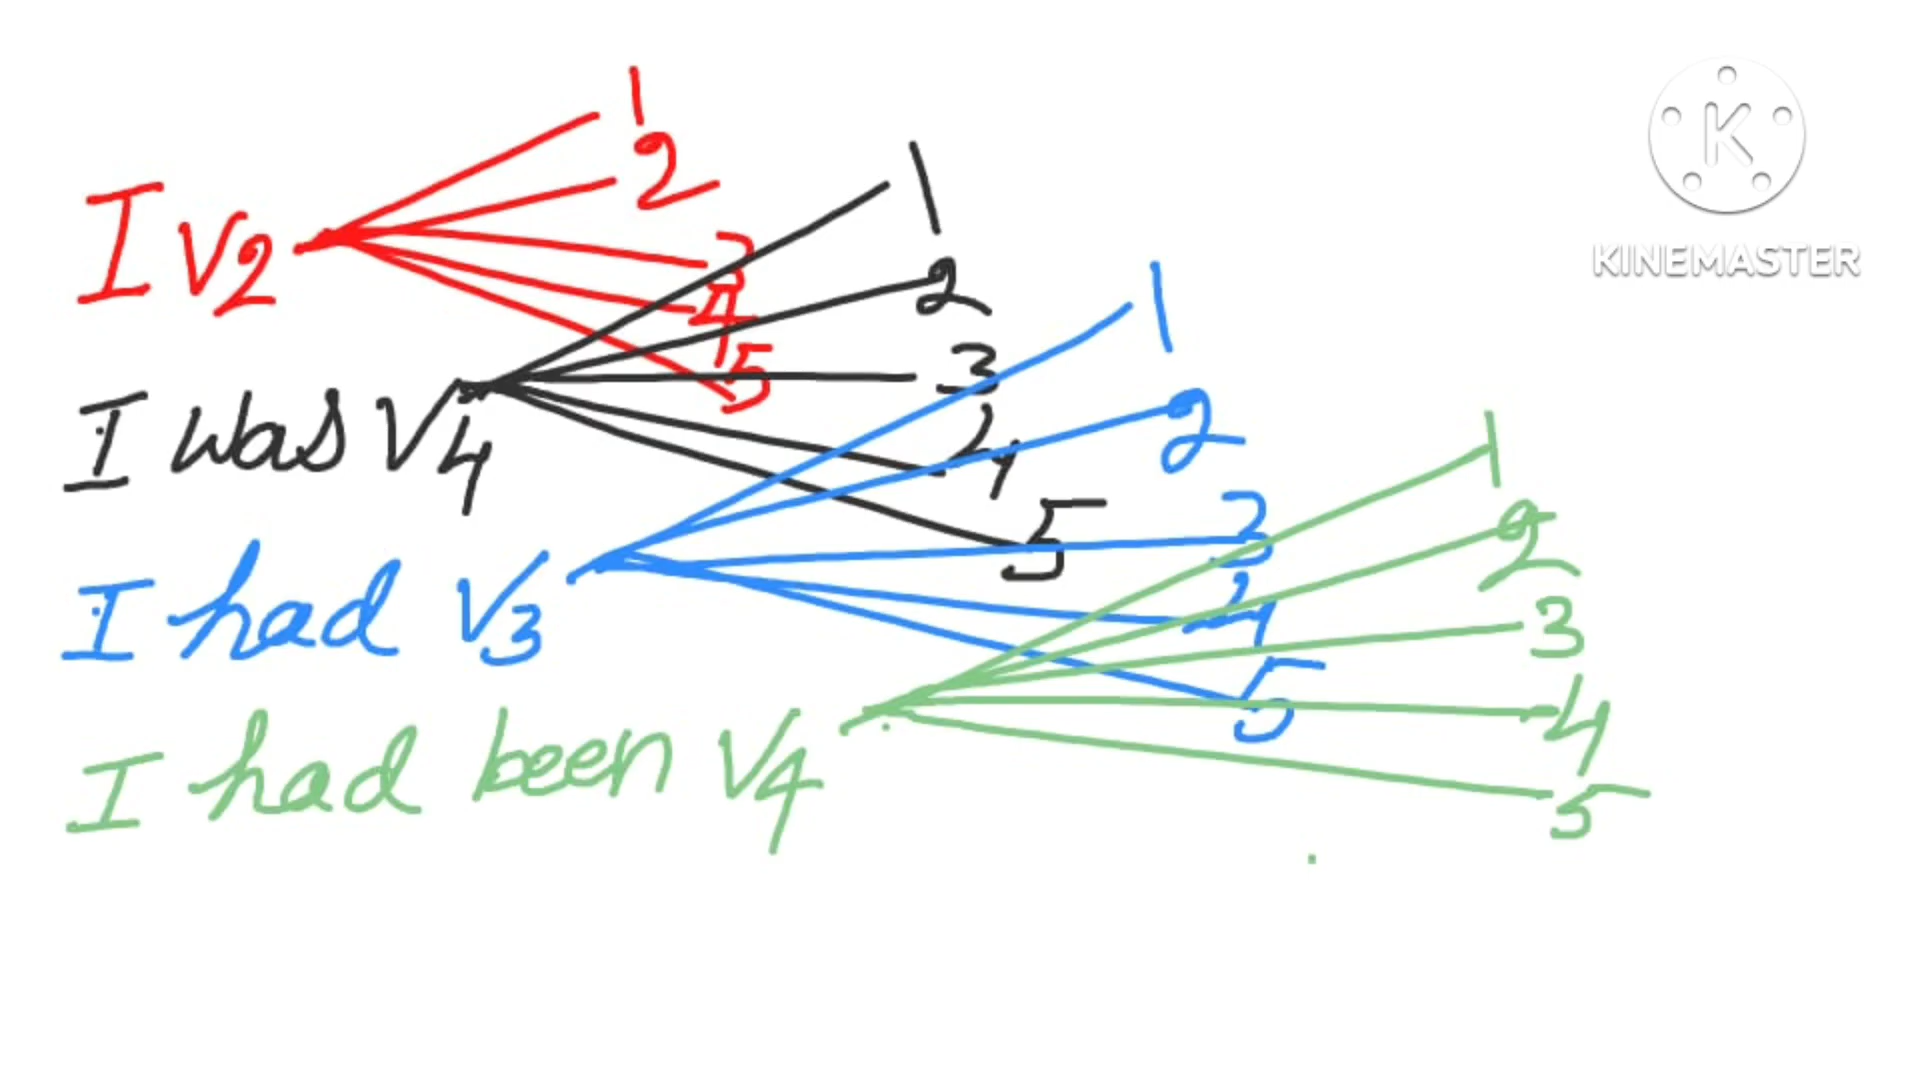 I V2 1 2 3 4 5
I was V4 1 2 3 4 5
I had V3 1 2 3 4 5
I had been V4 1 2 3 4 5
K
KINEMASTER